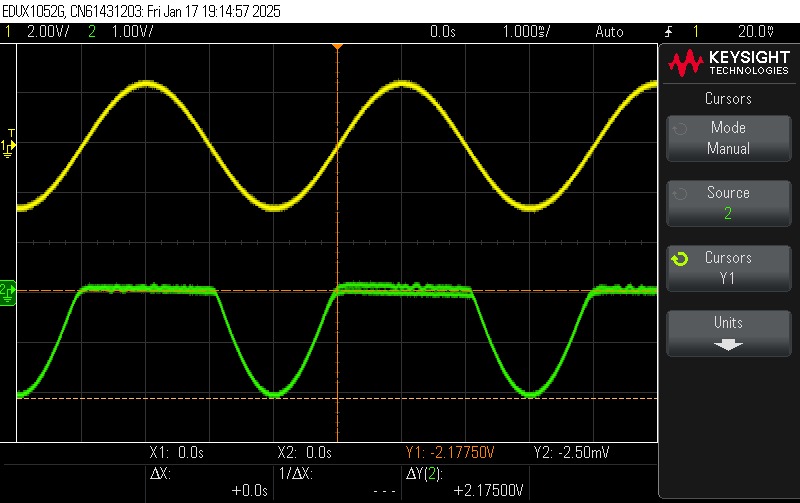 EDUX1052G, CN61431203: Fri Jan 17 19:14:57 2025
1 2.00V/ 2 1.00V/ 0.0s 1.000s/ Auto 1 20.0V
KEYSIGHT
TECHNOLOGIES
Cursors
Mode
Manual
T
1
Source
2
Cursors
Y1
2
Units
X1: 0.0s X2: 0.0s Y1: -2.17750V Y2: -2.50mV
ΔX: 1/ΔX: ΔY(2):
+0.0s --- +2.17500V